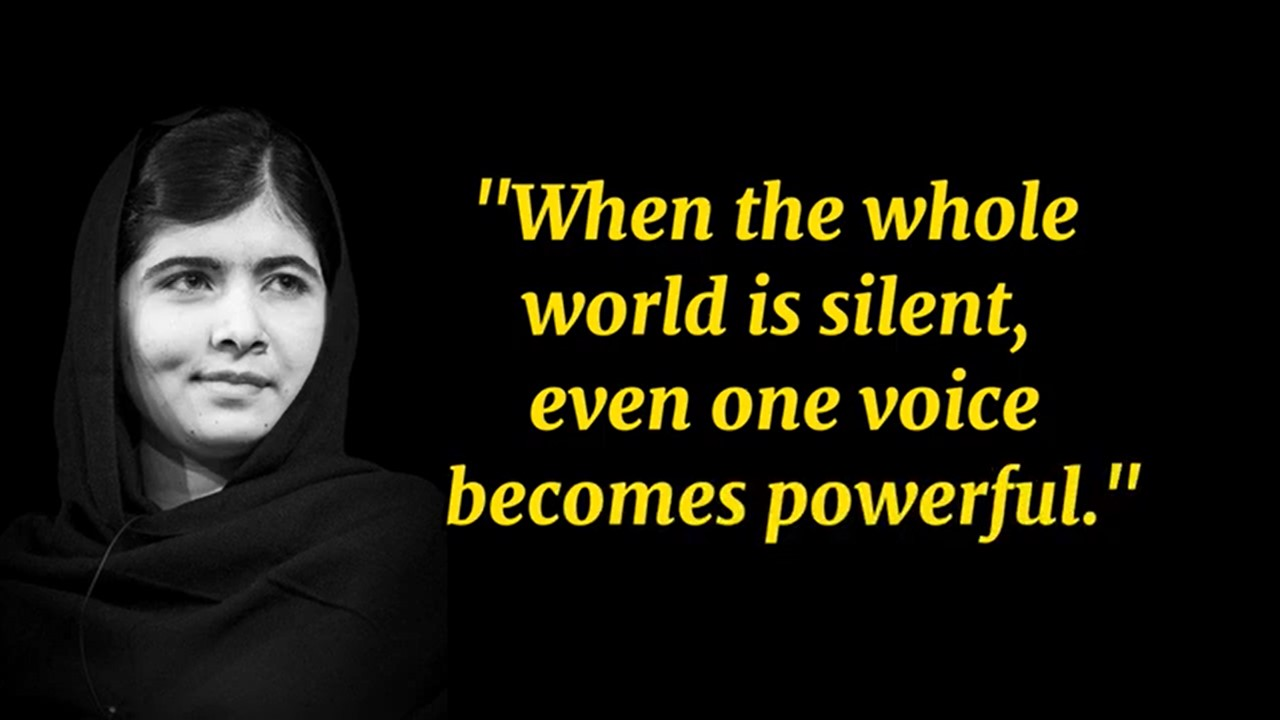 "When the whole
world is silent,
even one voice
becomes powerful."